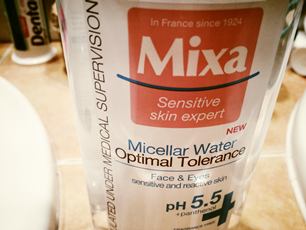 In France since 1924
Mixa
Sensitive
skin expert
NEW
Micellar Water
Optimal Tolerance
Face & Eyes
sensitive and reactive skin
pH 5.5
+panthenol
UNDER MEDICAL SUPERVISION